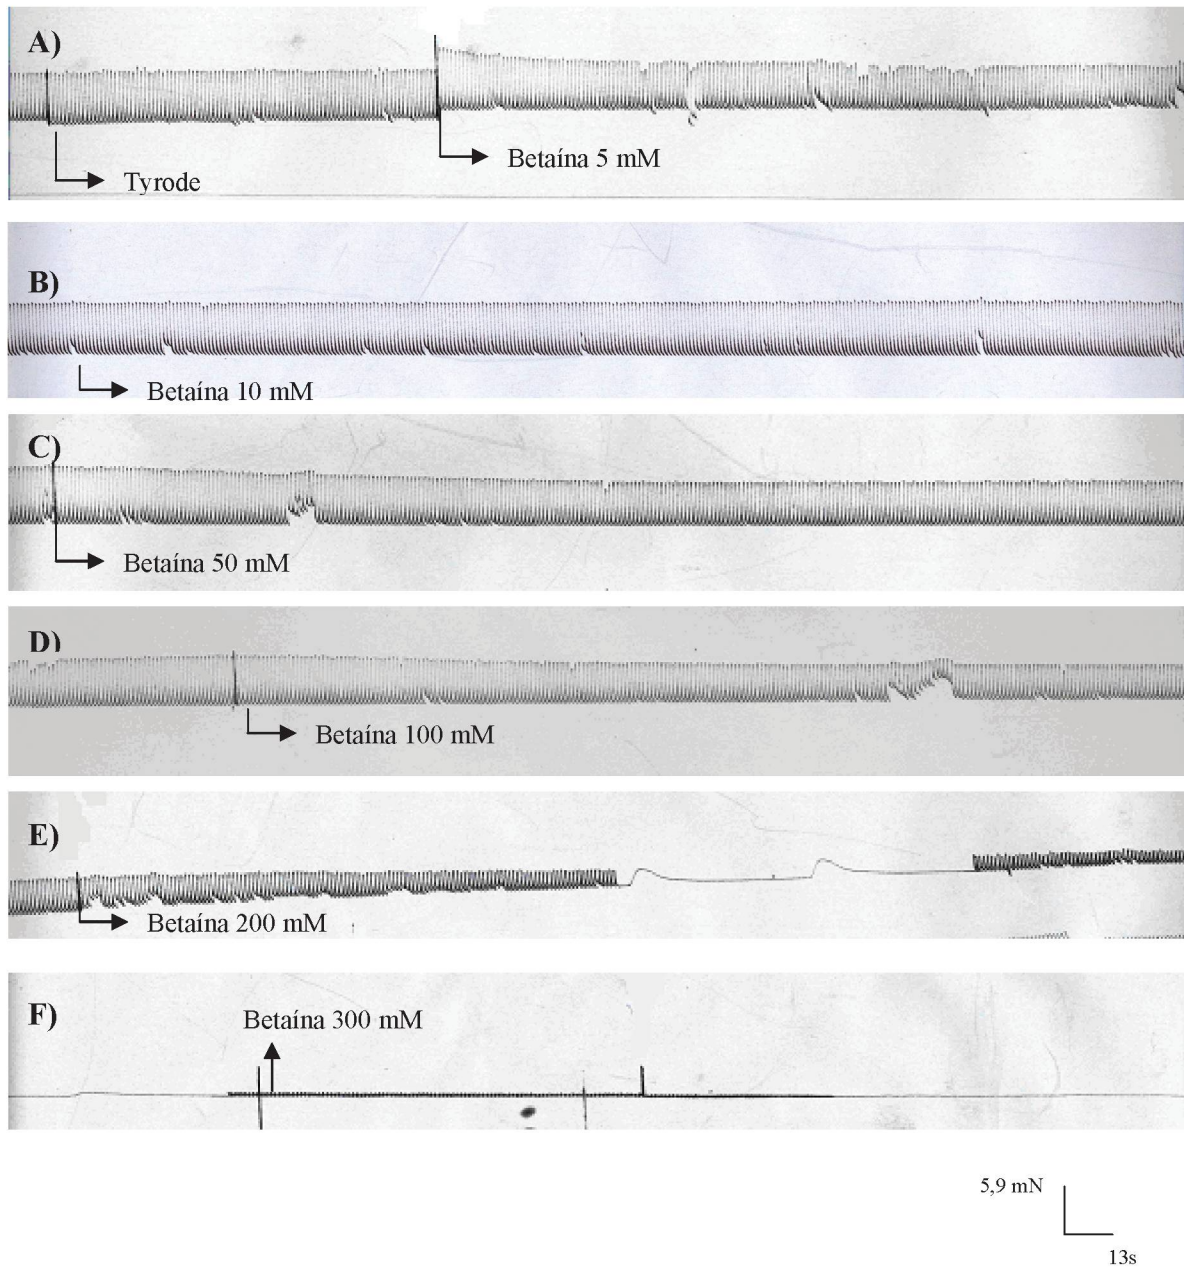 A)
Betaína 5 mM
Tyrode
B)
Betaína 10 mM
C)
Betaína 50 mM
D)
Betaína 100 mM
E)
Betaína 200 mM
F)
Betaína 300 mM
5,9 mN
13s